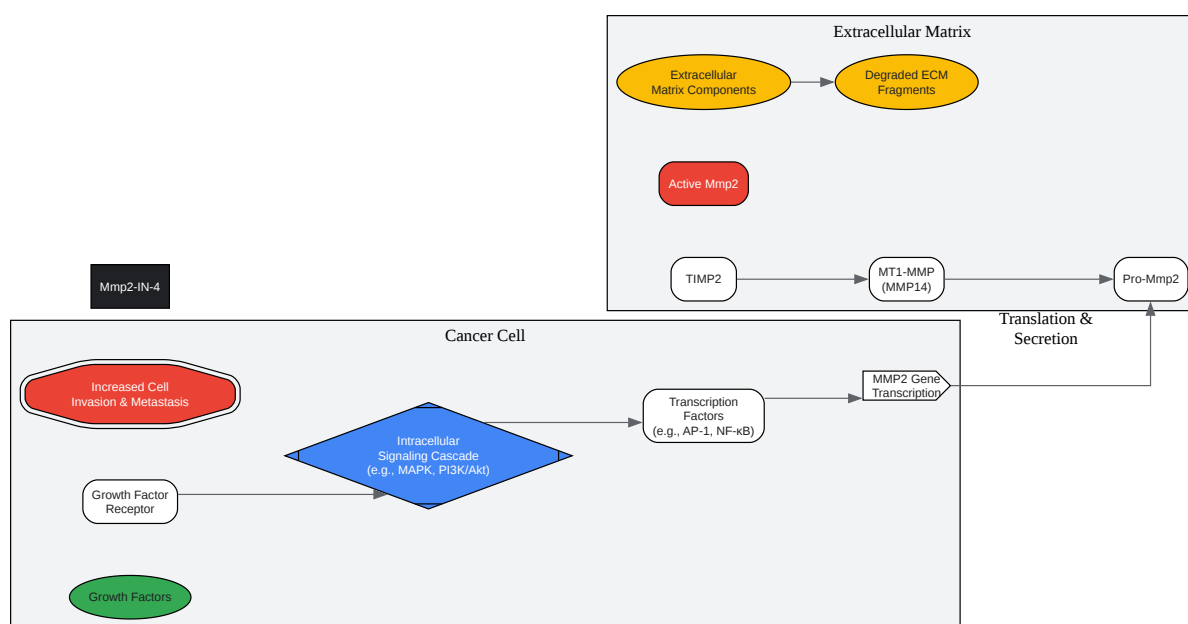 Extracellular Matrix
Extracellular
Matrix Components
Degraded ECM
Fragments
Active Mmp2
TIMP2
MT1-MMP
(MMP14)
Pro-Mmp2
Mmp2-IN-4
Translation &
Secretion
Cancer Cell
Increased Cell
Invasion & Metastasis
Intracellular
Signaling Cascade
(e.g., MAPK, PI3K/Akt)
Transcription
Factors
(e.g., AP-1, NF-κB)
MMP2 Gene
Transcription
Growth Factor
Receptor
Growth Factors